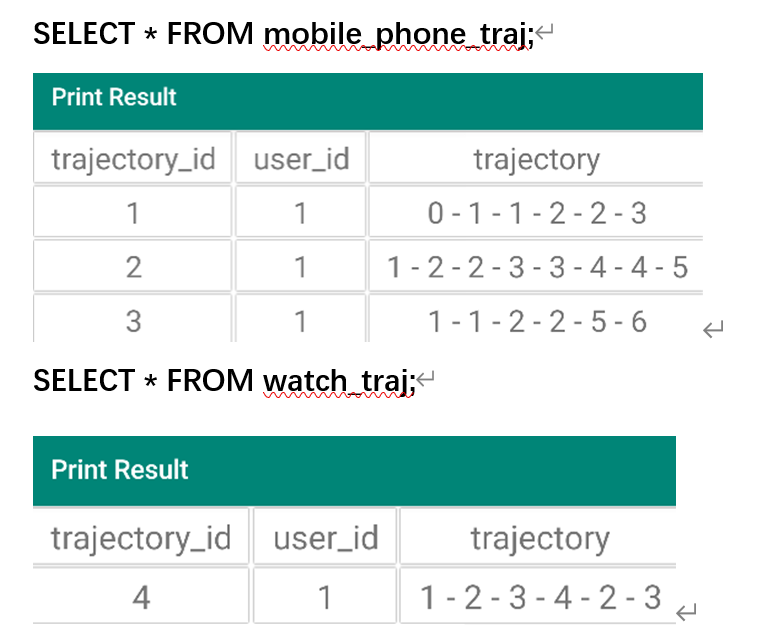 SELECT * FROM mobile_phone_traj;
Print Result
trajectory_id user_id trajectory
1 1 0 - 1 - 1 - 2 - 2 - 3
2 1 1 - 2 - 2 - 3 - 3 - 4 - 4 - 5
3 1 1 - 1 - 2 - 2 - 5 - 6
SELECT * FROM watch_traj;
Print Result
trajectory_id user_id trajectory
4 1 1 - 2 - 3 - 4 - 2 - 3